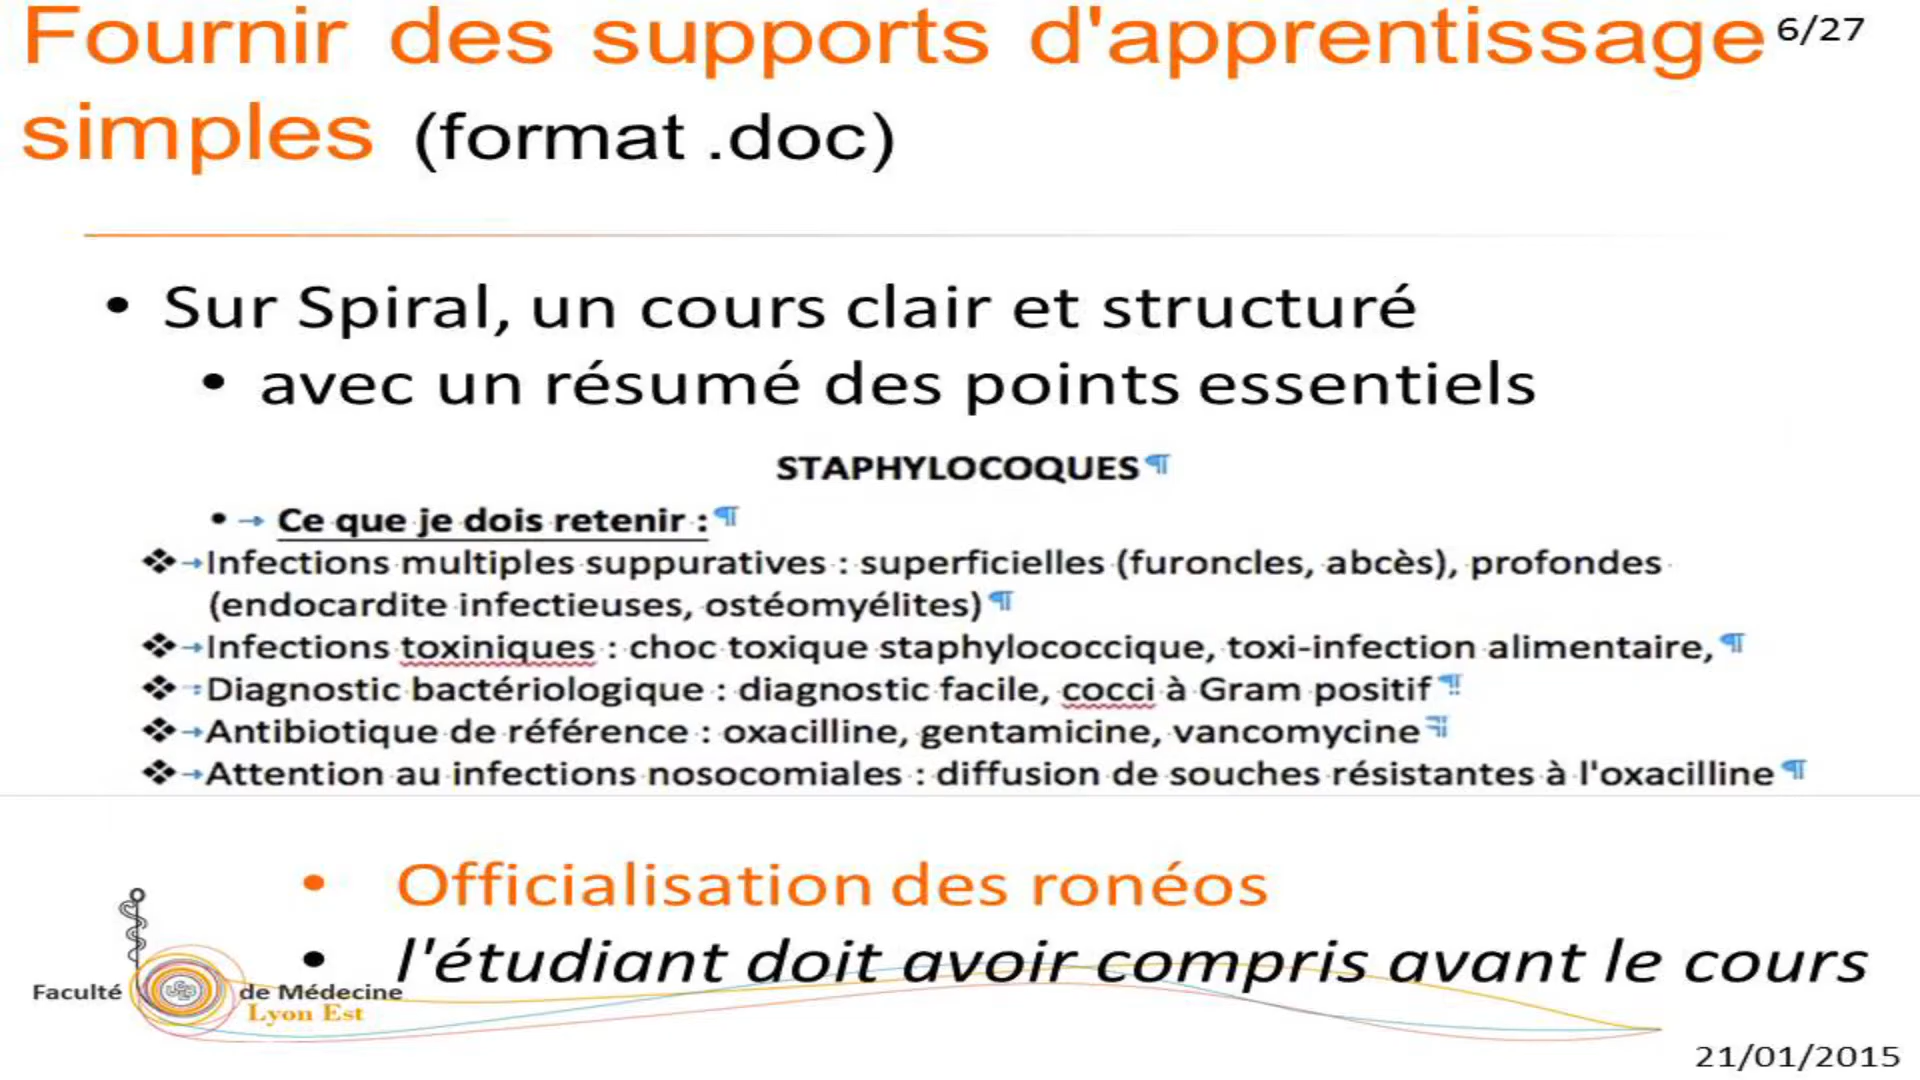 Fournir des supports d'apprentissage 6/27
simples (format .doc)
• Sur Spiral, un cours clair et structuré
• avec un résumé des points essentiels
STAPHYLOCOQUES¶
• → Ce que je dois retenir :¶
❖→Infections multiples suppuratives : superficielles (furoncles, abcès), profondes
(endocardite infectieuses, ostéomyélites)¶
❖→Infections toxiniques : choc toxique staphylococcique, toxi-infection alimentaire,¶
❖→Diagnostic bactériologique : diagnostic facile, cocci à Gram positif¶
❖→Antibiotique de référence : oxacilline, gentamicine, vancomycine¶
❖→Attention au infections nosocomiales : diffusion de souches résistantes à l'oxacilline¶
• Officialisation des ronéos
• l'étudiant doit avoir compris avant le cours
Faculté de Médecine
Lyon Est
21/01/2015